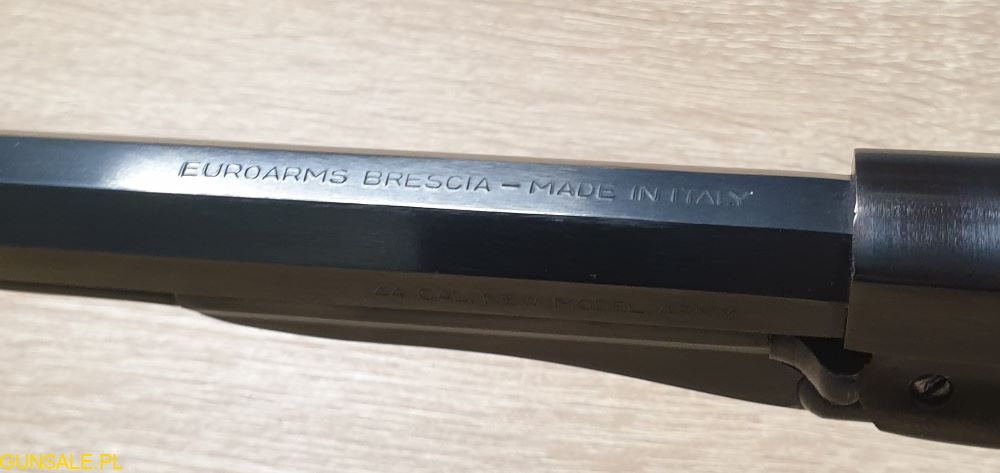 EUROARMS BRESCIA – MADE IN ITALY
44 CAL. NEW MODEL ARMY
GUNSALE.PL